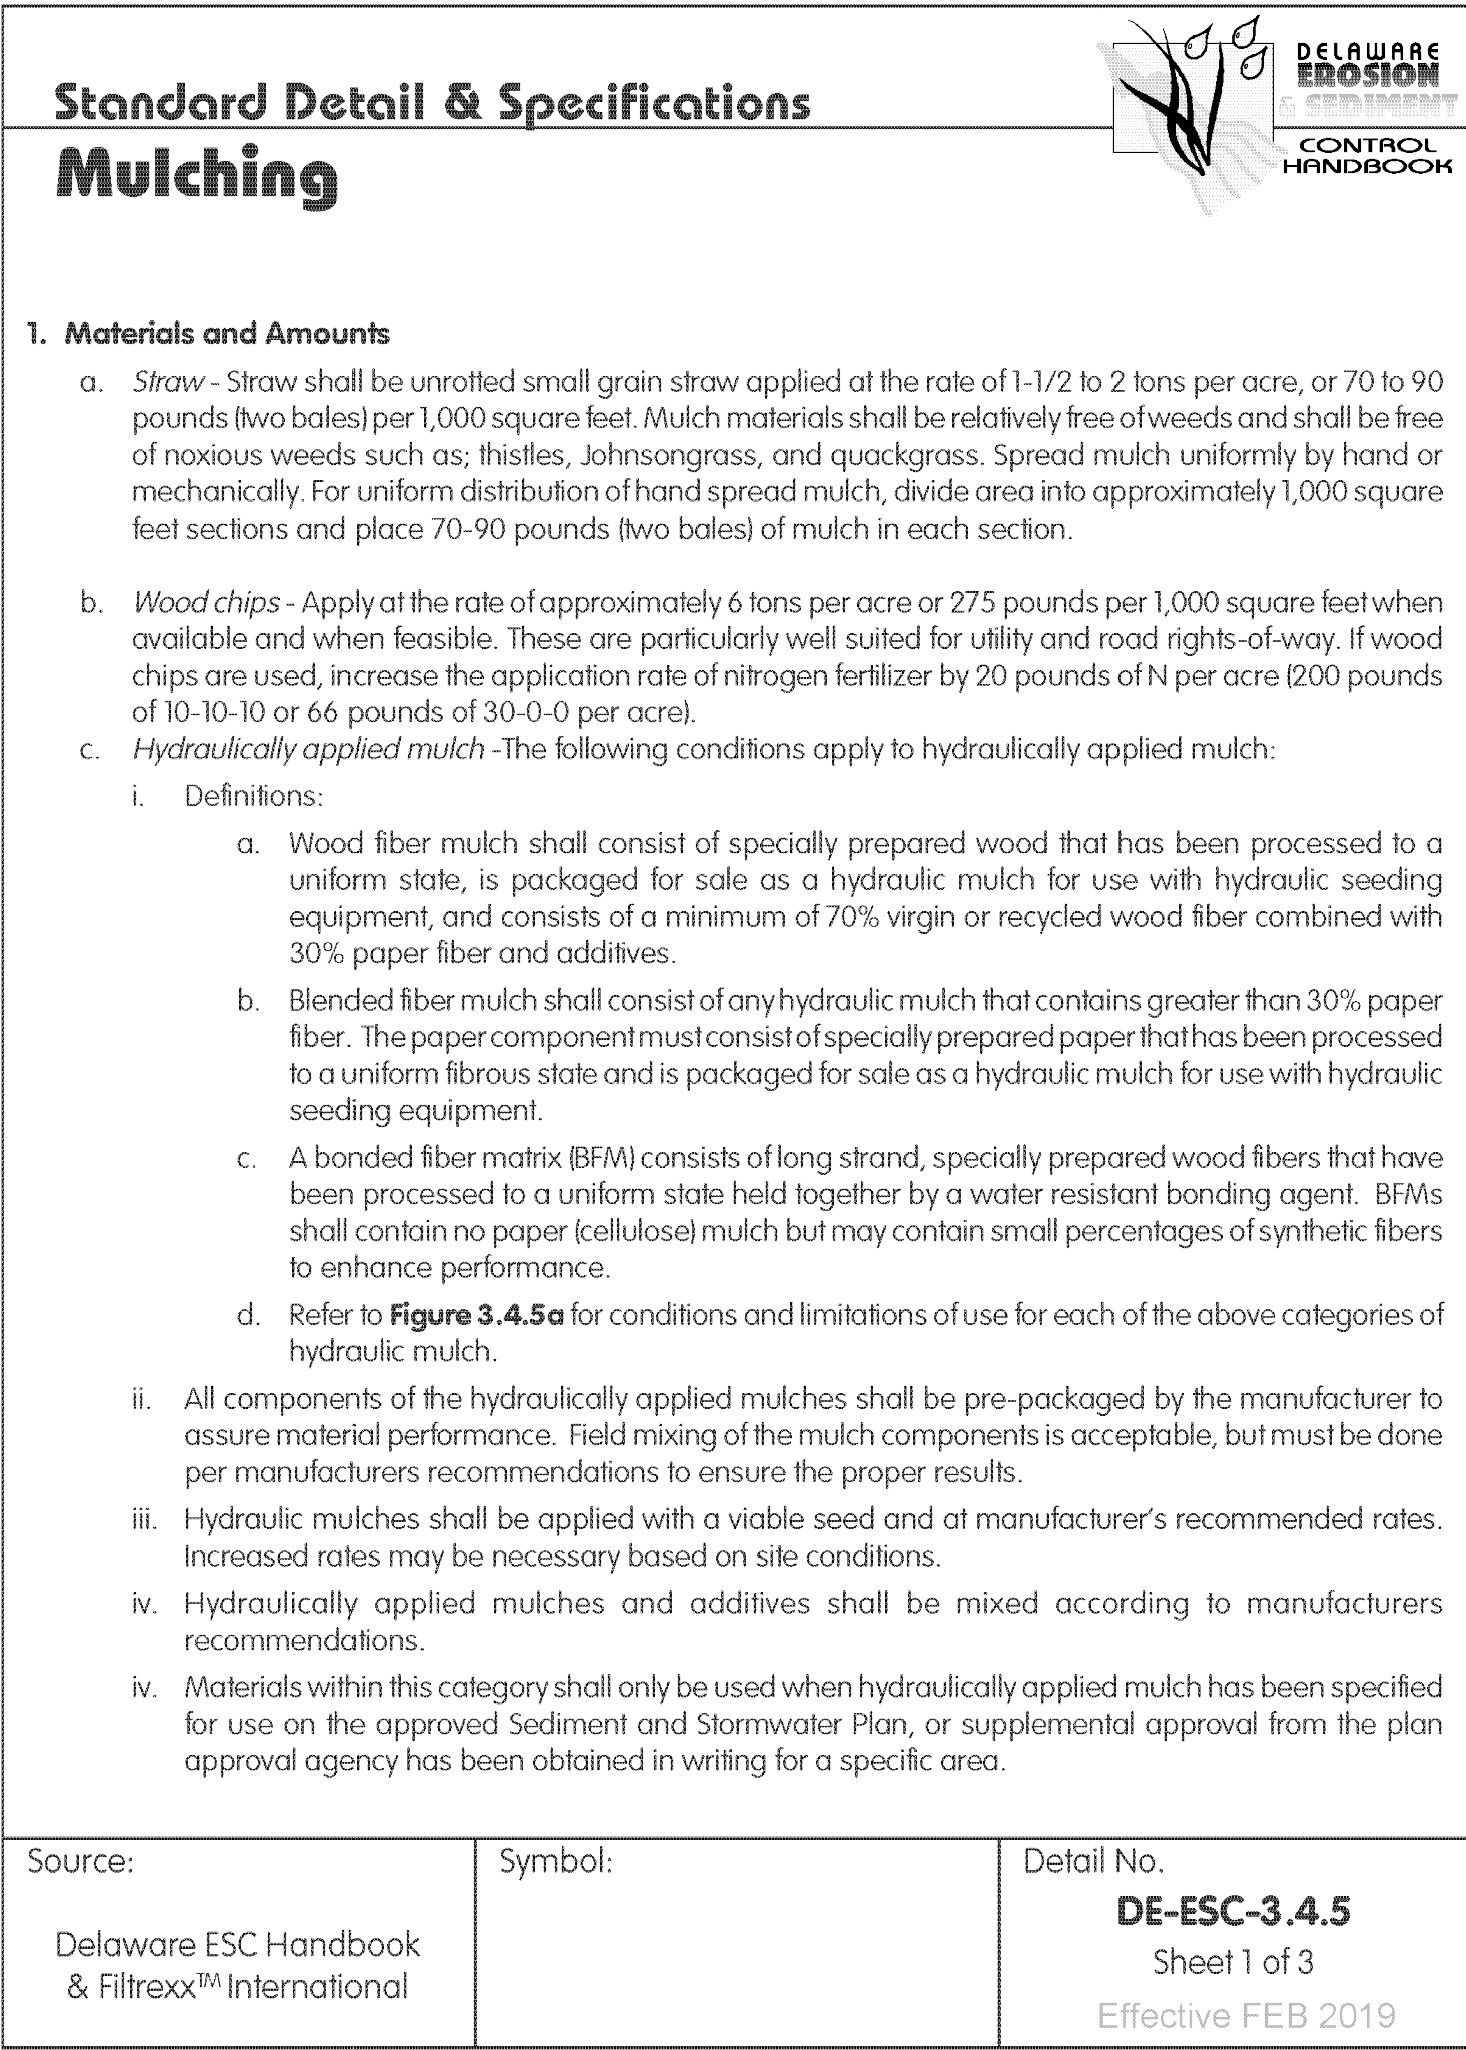 Standard Detail & Specifications
Mulching
DELAWARE
EROSION
& SEDIMENT
CONTROL
HANDBOOK
1. Materials and Amounts
a. Straw - Straw shall be unrotted small grain straw applied at the rate of 1-1/2 to 2 tons per acre, or 70 to 90
pounds (two bales) per 1,000 square feet. Mulch materials shall be relatively free of weeds and shall be free
of noxious weeds such as; thistles, Johnsongrass, and quackgrass. Spread mulch uniformly by hand or
mechanically. For uniform distribution of hand spread mulch, divide area into approximately 1,000 square
feet sections and place 70-90 pounds (two bales) of mulch in each section.
b. Wood chips - Apply at the rate of approximately 6 tons per acre or 275 pounds per 1,000 square feet when
available and when feasible. These are particularly well suited for utility and road rights-of-way. If wood
chips are used, increase the application rate of nitrogen fertilizer by 20 pounds of N per acre (200 pounds
of 10-10-10 or 66 pounds of 30-0-0 per acre).
c. Hydraulically applied mulch -The following conditions apply to hydraulically applied mulch:
i. Definitions:
a. Wood fiber mulch shall consist of specially prepared wood that has been processed to a
uniform state, is packaged for sale as a hydraulic mulch for use with hydraulic seeding
equipment, and consists of a minimum of 70% virgin or recycled wood fiber combined with
30% paper fiber and additives.
b. Blended fiber mulch shall consist of any hydraulic mulch that contains greater than 30% paper
fiber. The paper component must consist of specially prepared paper that has been processed
to a uniform fibrous state and is packaged for sale as a hydraulic mulch for use with hydraulic
seeding equipment.
c. A bonded fiber matrix (BFM) consists of long strand, specially prepared wood fibers that have
been processed to a uniform state held together by a water resistant bonding agent. BFMs
shall contain no paper (cellulose) mulch but may contain small percentages of synthetic fibers
to enhance performance.
d. Refer to Figure 3.4.5a for conditions and limitations of use for each of the above categories of
hydraulic mulch.
ii. All components of the hydraulically applied mulches shall be pre-packaged by the manufacturer to
assure material performance. Field mixing of the mulch components is acceptable, but must be done
per manufacturers recommendations to ensure the proper results.
iii. Hydraulic mulches shall be applied with a viable seed and at manufacturer's recommended rates.
Increased rates may be necessary based on site conditions.
iv. Hydraulically applied mulches and additives shall be mixed according to manufacturers
recommendations.
iv. Materials within this category shall only be used when hydraulically applied mulch has been specified
for use on the approved Sediment and Stormwater Plan, or supplemental approval from the plan
approval agency has been obtained in writing for a specific area.
Source:
Delaware ESC Handbook
& Filtrexx™ International
Symbol:
Detail No.
DE-ESC-3.4.5
Sheet 1 of 3
Effective FEB 2019